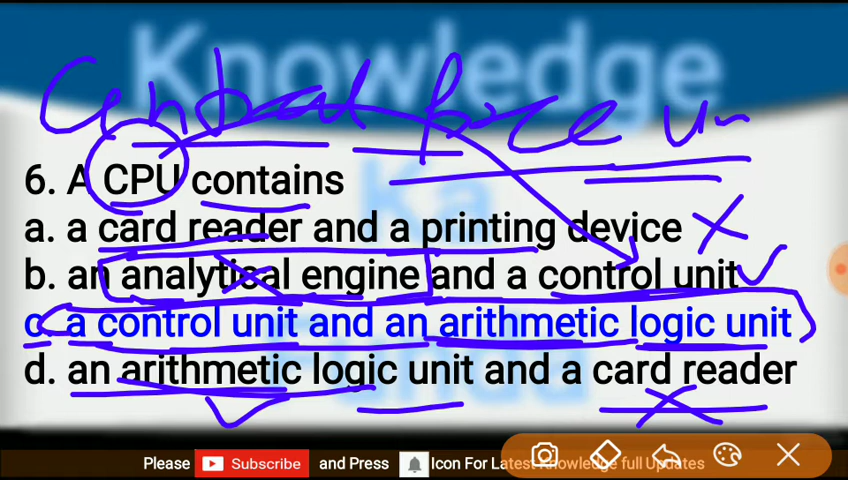 Knowledge
Central
6. A CPU contains
a. a card reader and a printing device
b. an analytical engine and a control unit
c. a control unit and an arithmetic logic unit
d. an arithmetic logic unit and a card reader
Please Subscribe and Press Icon For Latest Knowledge full Updates